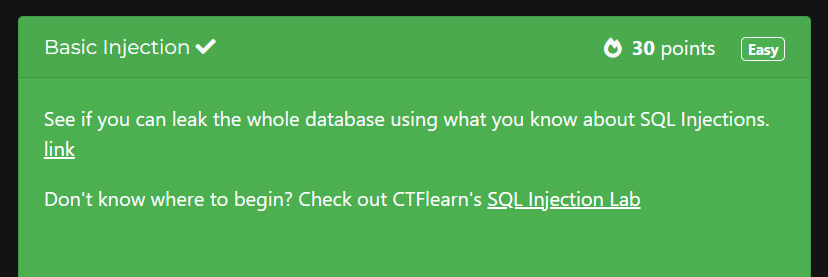 Basic Injection ✔ 30 points Easy
See if you can leak the whole database using what you know about SQL Injections.
link
Don't know where to begin? Check out CTFlearn's SQL Injection Lab